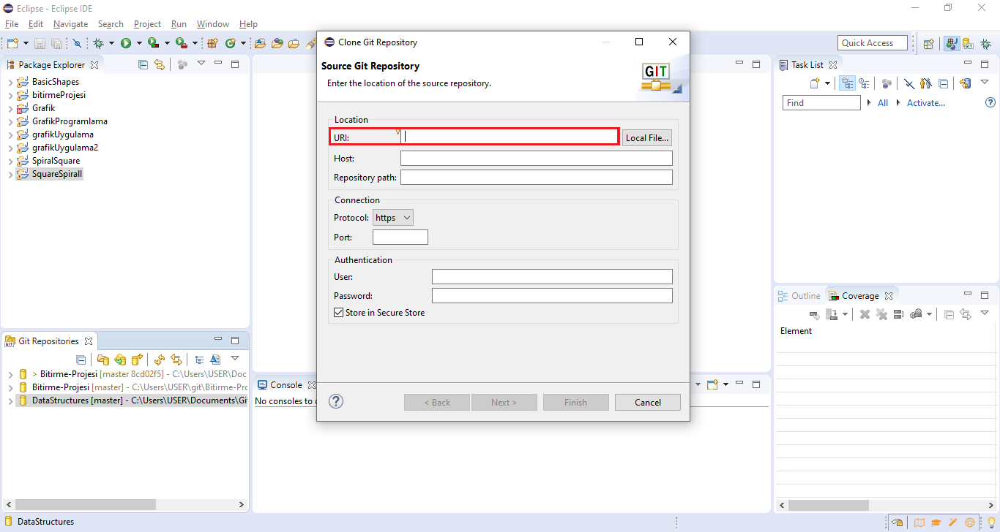 Eclipse - Eclipse IDE
File Edit Navigate Search Project Run Window Help
Quick Access
Package Explorer
BasicShapes
bitirmeProjesi
Grafik
GrafikProgramlama
grafikUygulama
grafikUygulama2
SpiralSquare
SquareSpirall
Git Repositories
> Bitirme-Projesi [master 8cd02f5] - C:\Users\USER\Doc
Bitirme-Projesi [master] - C:\Users\USER\git\Bitirme-Prc
DataStructures [master] - C:\Users\USER\Documents\Gi
DataStructures
Clone Git Repository
Source Git Repository
Enter the location of the source repository.
GIT
Location
URI:
Local File...
Host:
Repository path:
Connection
Protocol: https
Port:
Authentication
User:
Password:
Store in Secure Store
< Back Next > Finish Cancel
Console
No consoles to
Task List
Find All Activate...
Outline Coverage
Element